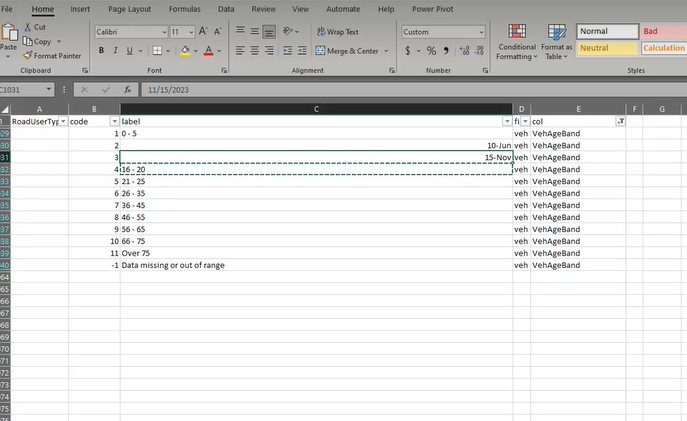 File Home Insert Page Layout Formulas Data Review View Automate Help Power Pivot
Cut
Copy
Paste
Format Painter
Clipboard
Calibri 11
B I U
Font
Wrap Text
Merge & Center
Alignment
Custom
$ % ,
Number
Conditional Formatting
Format as Table
Normal Bad
Neutral Calculation
Styles
C1031 fx 11/15/2023
A B C D E F G
RoadUserTyp code label fi col
29 1 0 - 5 veh VehAgeBand
30 2 10-Jun veh VehAgeBand
31 3 15-Nov veh VehAgeBand
32 4 16 - 20 veh VehAgeBand
33 5 21 - 25 veh VehAgeBand
34 6 26 - 35 veh VehAgeBand
35 7 36 - 45 veh VehAgeBand
36 8 46 - 55 veh VehAgeBand
37 9 56 - 65 veh VehAgeBand
38 10 66 - 75 veh VehAgeBand
39 11 Over 75 veh VehAgeBand
40 -1 Data missing or out of range veh VehAgeBand
64
65
66
67
68
69
70
71
72
73
74
75